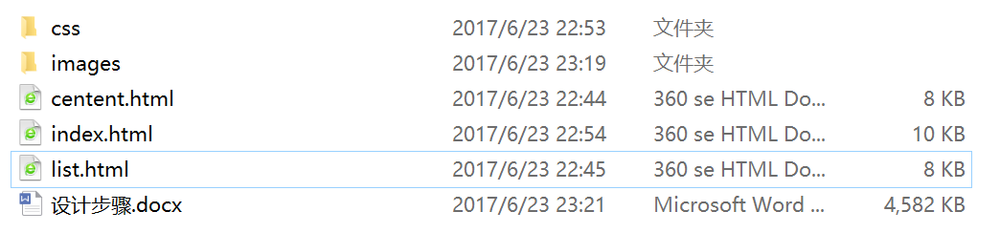 css 2017/6/23 22:53 文件夹
images 2017/6/23 23:19 文件夹
centent.html 2017/6/23 22:44 360 se HTML Do... 8 KB
index.html 2017/6/23 22:54 360 se HTML Do... 10 KB
list.html 2017/6/23 22:45 360 se HTML Do... 8 KB
设计步骤.docx 2017/6/23 23:21 Microsoft Word ... 4,582 KB